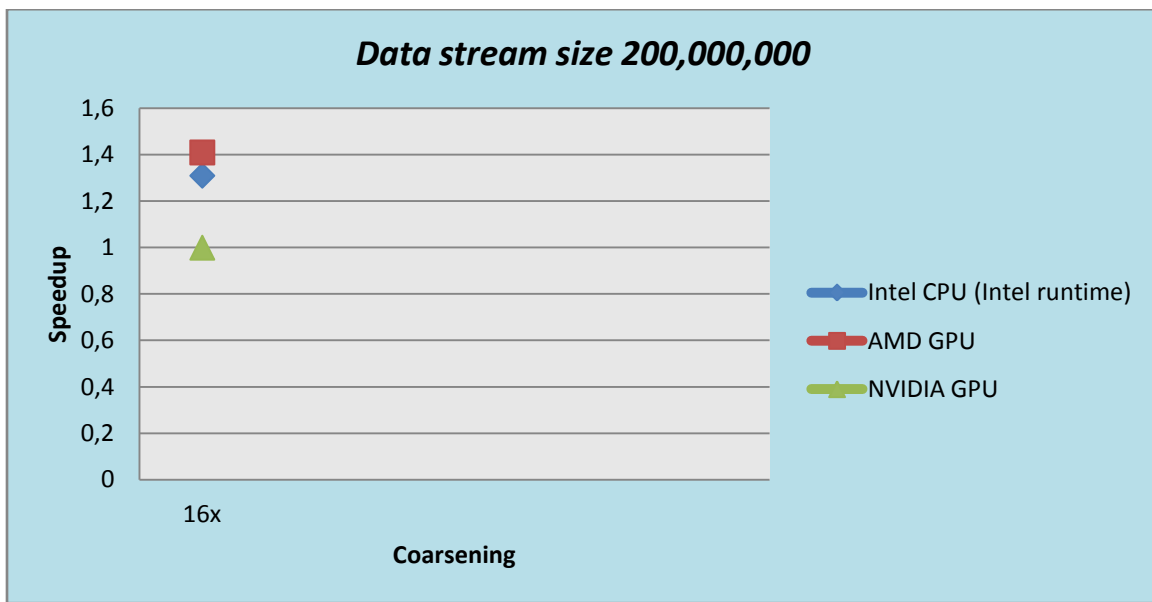 Data stream size 200,000,000
1,6
1,4
1,2
1
0,8
0,6
0,4
0,2
0
Speedup
16x
Coarsening
Intel CPU (Intel runtime)
AMD GPU
NVIDIA GPU